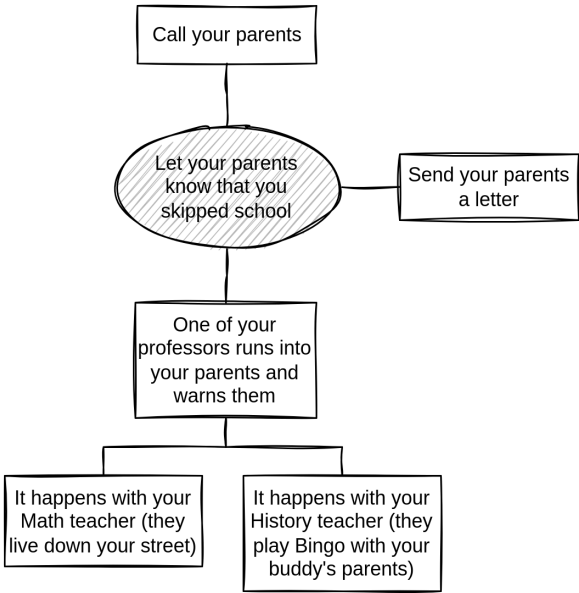 Call your parents
Let your parents
know that you
skipped school
Send your parents
a letter
One of your
professors runs into
your parents and
warns them
It happens with your
Math teacher (they
live down your street)
It happens with your
History teacher (they
play Bingo with your
buddy's parents)